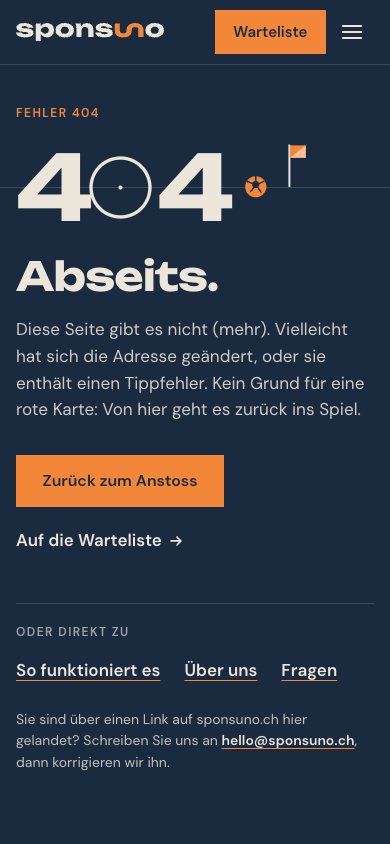 sponsuno
Warteliste
FEHLER 404
404
Abseits.
Diese Seite gibt es nicht (mehr). Vielleicht
hat sich die Adresse geändert, oder sie
enthält einen Tippfehler. Kein Grund für eine
rote Karte: Von hier geht es zurück ins Spiel.
Zurück zum Anstoss
Auf die Warteliste →
ODER DIREKT ZU
So funktioniert es Über uns Fragen
Sie sind über einen Link auf sponsuno.ch hier
gelandet? Schreiben Sie uns an hello@sponsuno.ch,
dann korrigieren wir ihn.